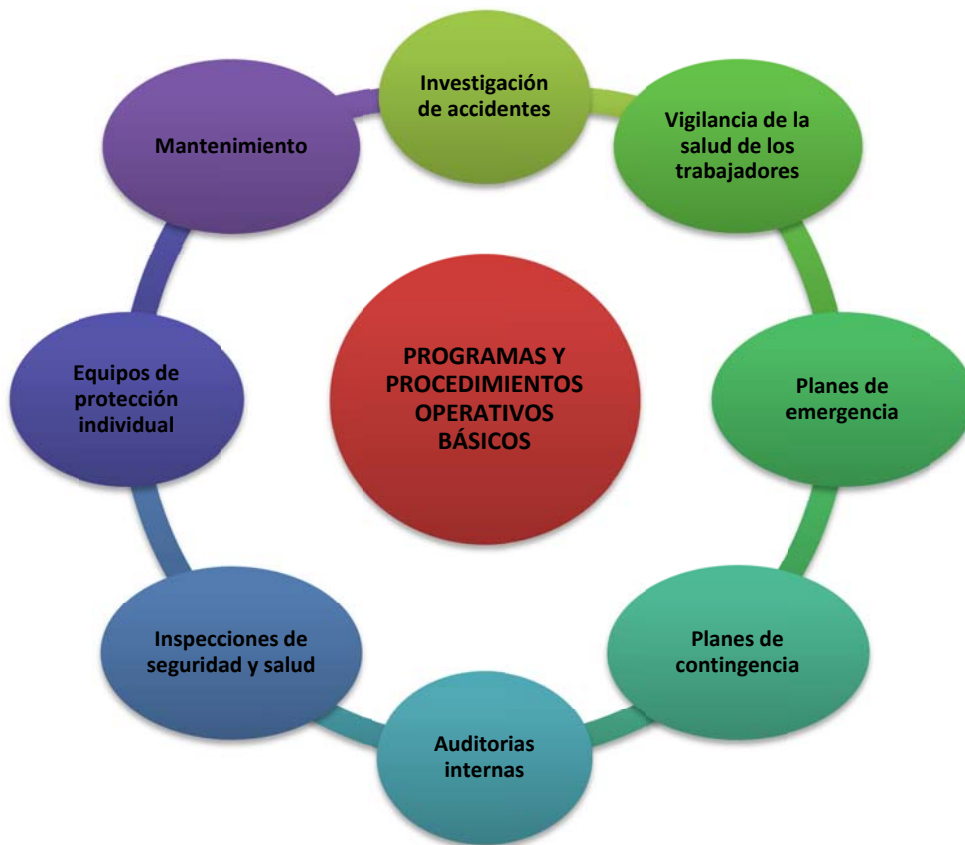 Investigación
de accidentes
Vigilancia de la
salud de los
trabajadores
Mantenimiento
PROGRAMAS Y
PROCEDIMIENTOS
OPERATIVOS
BÁSICOS
Equipos de
protección
individual
Planes de
emergencia
Inspecciones de
seguridad y salud
Planes de
contingencia
Auditorias
internas